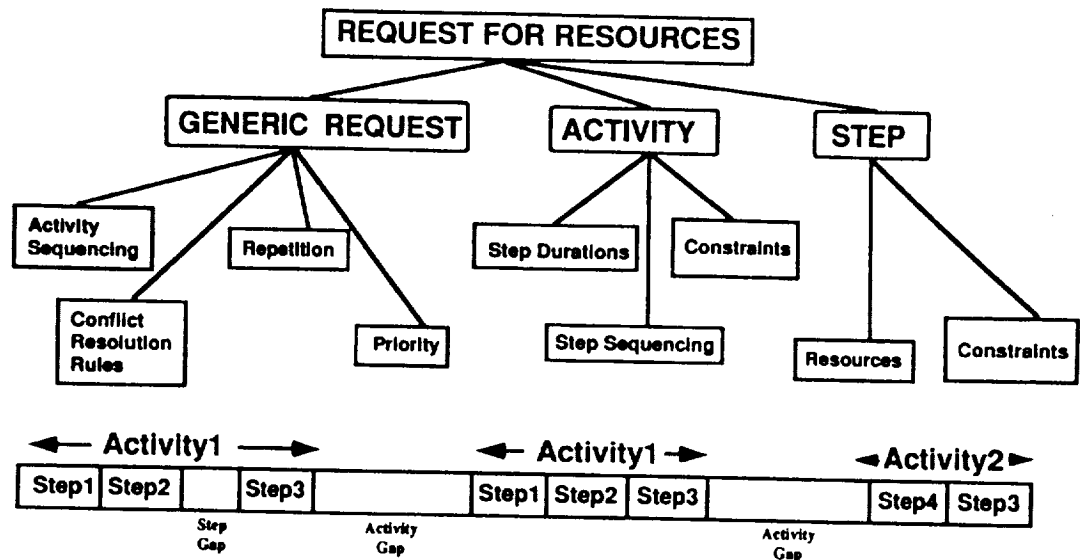 REQUEST FOR RESOURCES
GENERIC REQUEST
ACTIVITY
STEP
Activity
Sequencing
Repetition
Step Durations
Constraints
Conflict
Resolution
Rules
Priority
Step Sequencing
Resources
Constraints
Activity1
Activity1
Activity2
Step1 Step2 Step3 Step1 Step2 Step3 Step4 Step3
Step
Gap
Activity
Gap
Activity
Gap